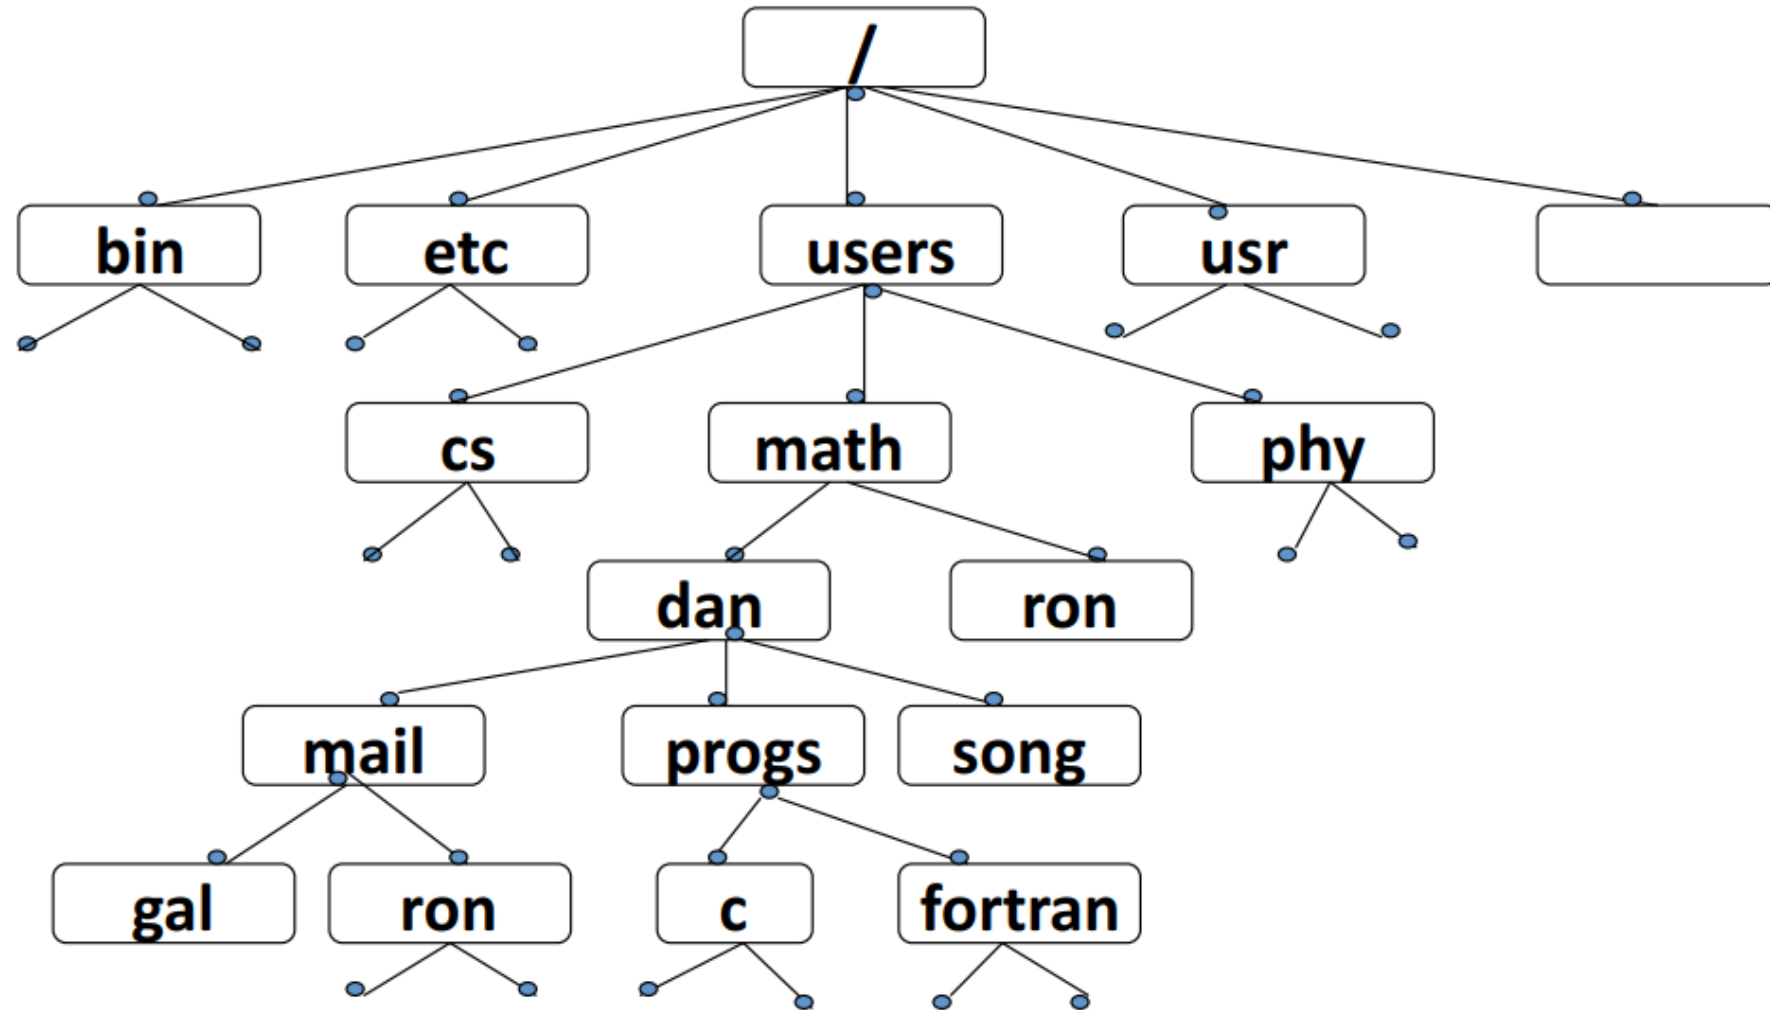 /
bin etc users usr
cs math phy
dan ron
mail progs song
gal ron c fortran